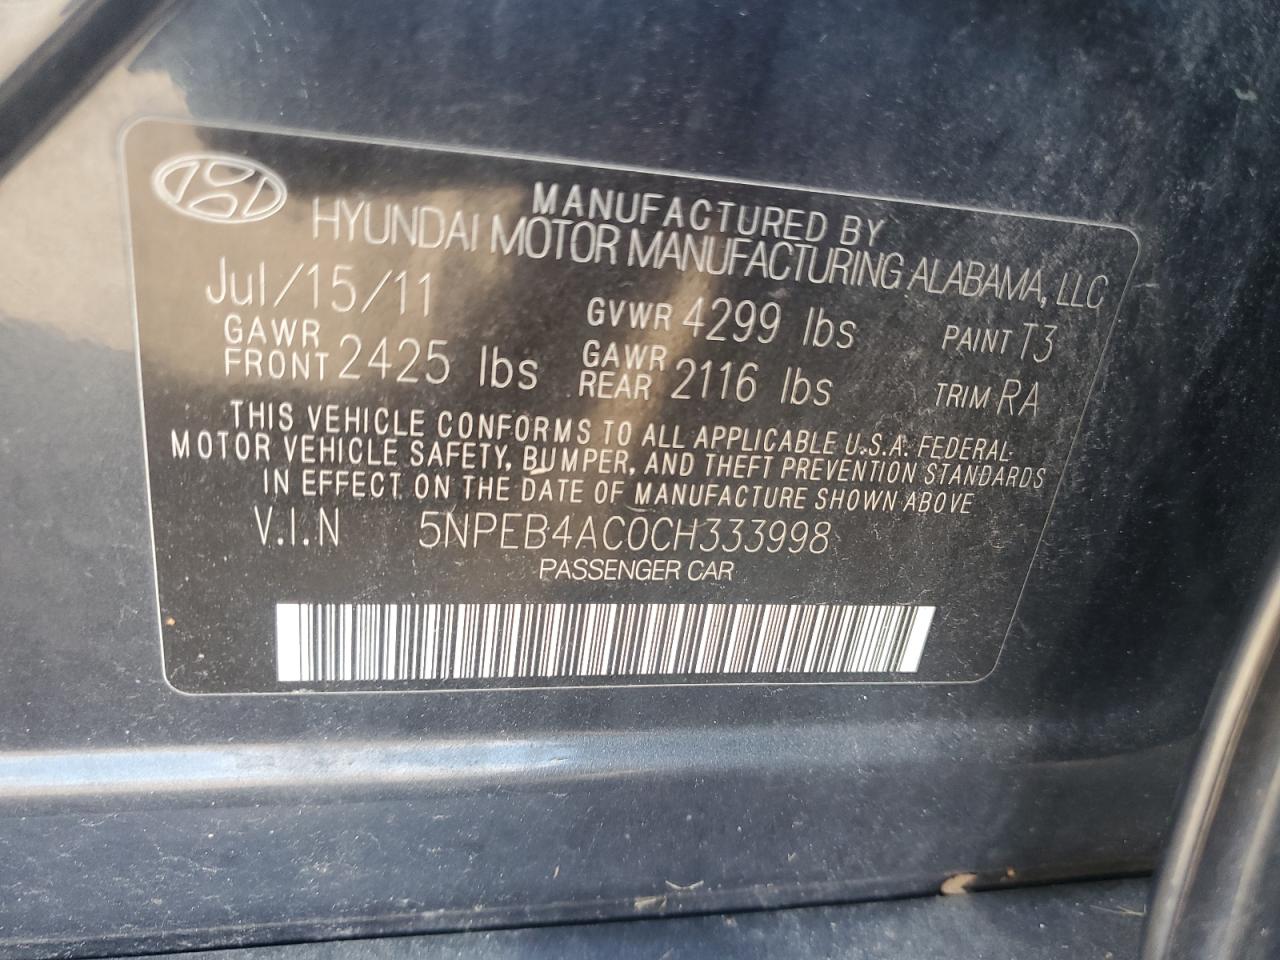 MANUFACTURED BY
HYUNDAI MOTOR MANUFACTURING ALABAMA, LLC
Jul/15/11 GVWR 4299 lbs PAINT T3
GAWR FRONT 2425 lbs GAWR REAR 2116 lbs TRIM RA
THIS VEHICLE CONFORMS TO ALL APPLICABLE U.S.A. FEDERAL
MOTOR VEHICLE SAFETY, BUMPER, AND THEFT PREVENTION STANDARDS
IN EFFECT ON THE DATE OF MANUFACTURE SHOWN ABOVE
V.I.N 5NPEB4AC0CH333998
PASSENGER CAR